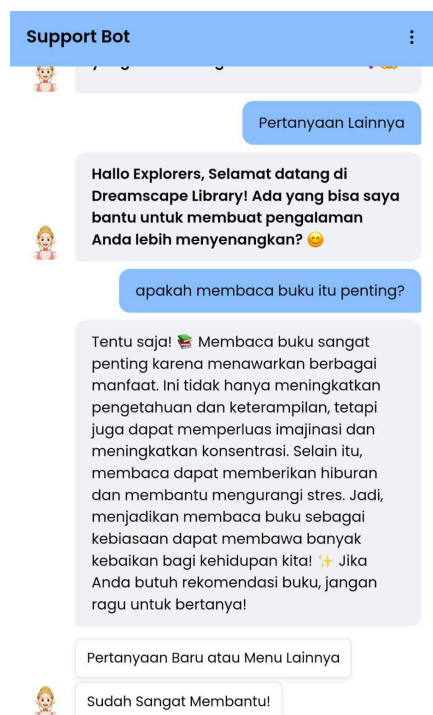 Support Bot
Pertanyaan Lainnya
Hallo Explorers, Selamat datang di
Dreamscape Library! Ada yang bisa saya
bantu untuk membuat pengalaman
Anda lebih menyenangkan? 😊
apakah membaca buku itu penting?
Tentu saja! 📚 Membaca buku sangat
penting karena menawarkan berbagai
manfaat. Ini tidak hanya meningkatkan
pengetahuan dan keterampilan, tetapi
juga dapat memperluas imajinasi dan
meningkatkan konsentrasi. Selain itu,
membaca dapat memberikan hiburan
dan membantu mengurangi stres. Jadi,
menjadikan membaca buku sebagai
kebiasaan dapat membawa banyak
kebaikan bagi kehidupan kita! ✨ Jika
Anda butuh rekomendasi buku, jangan
ragu untuk bertanya!
Pertanyaan Baru atau Menu Lainnya
Sudah Sangat Membantu!